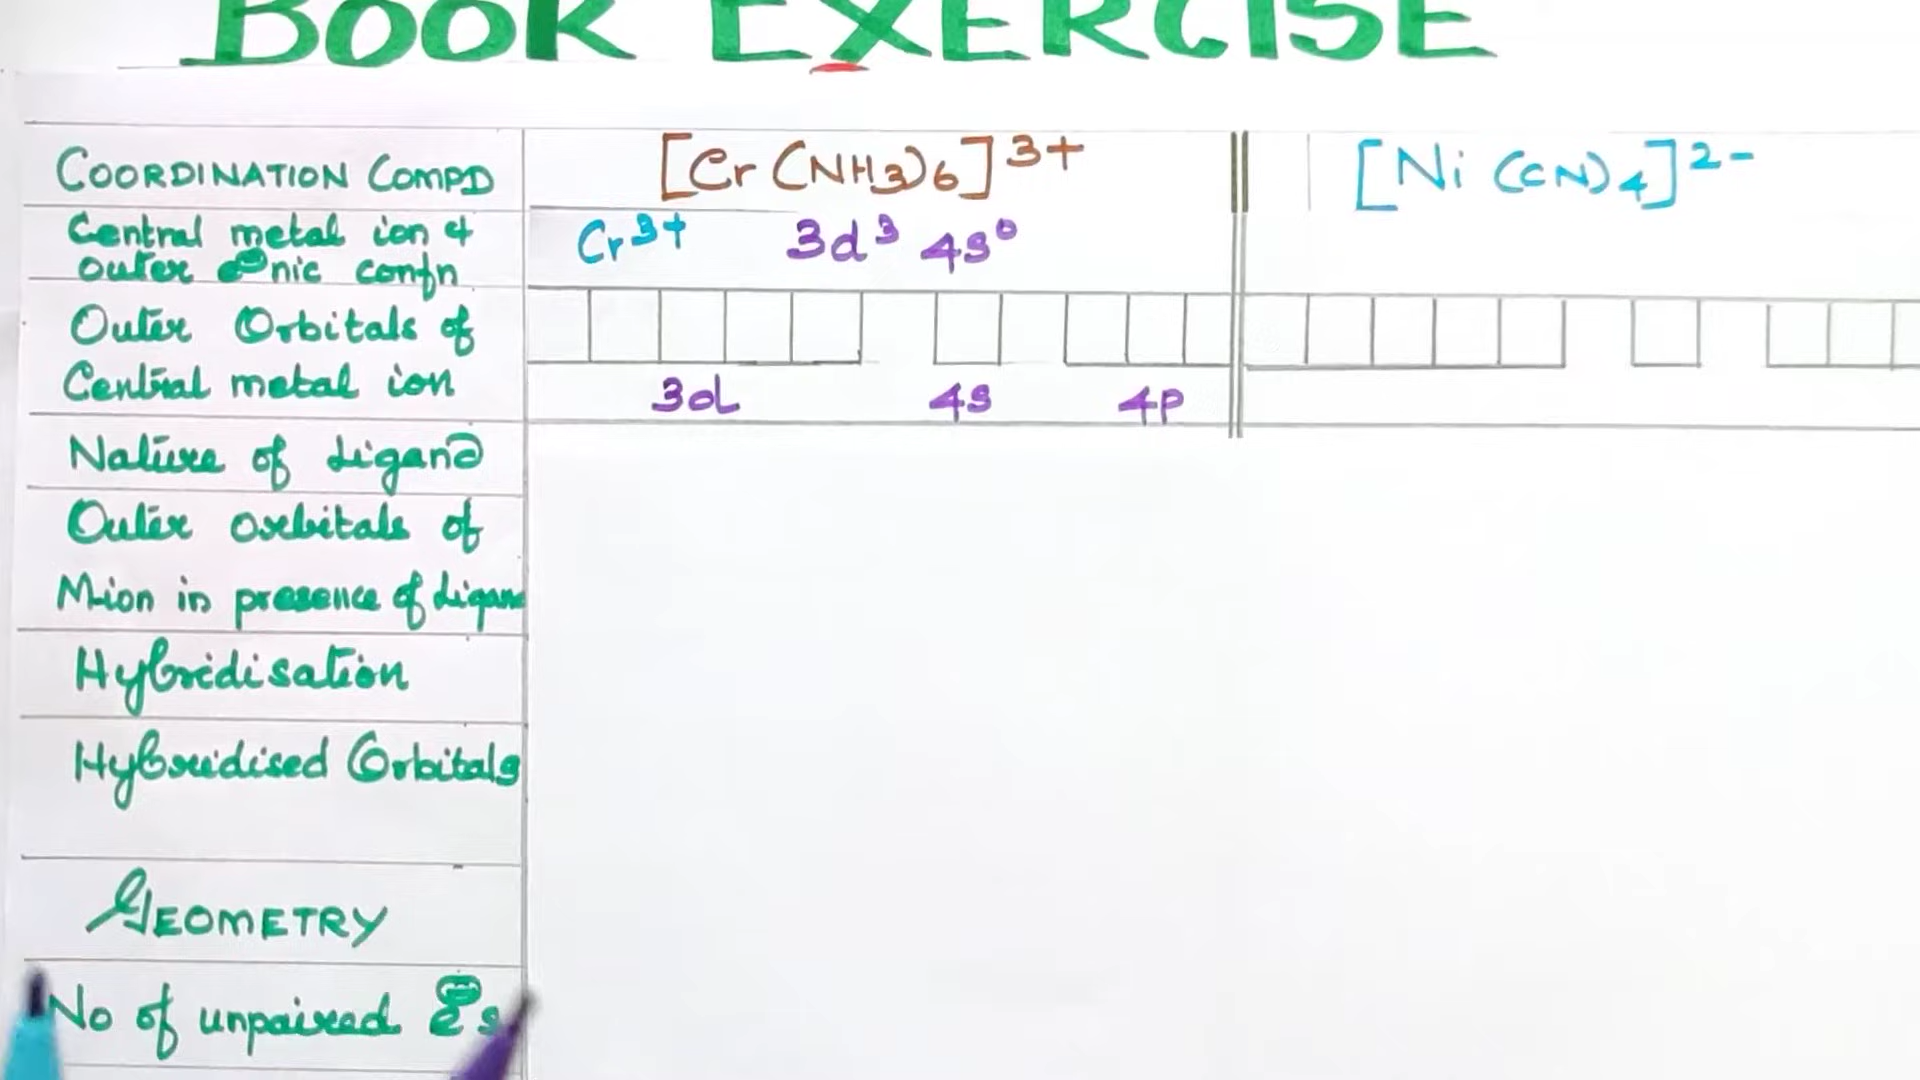 BOOK EXERCISE
COORDINATION COMPD
[Cr(NH3)6]3+
[Ni(CN)4]2-
Central metal ion &
outer e⊖nic confn
Cr3+ 3d3 4s0
Outer Orbitals of
Central metal ion
3d 4s 4p
Nature of Ligand
Outer orbitals of
M-ion in presence of Ligand
Hybridisation
Hybridised Orbitals
GEOMETRY
No of unpaired e⊖s